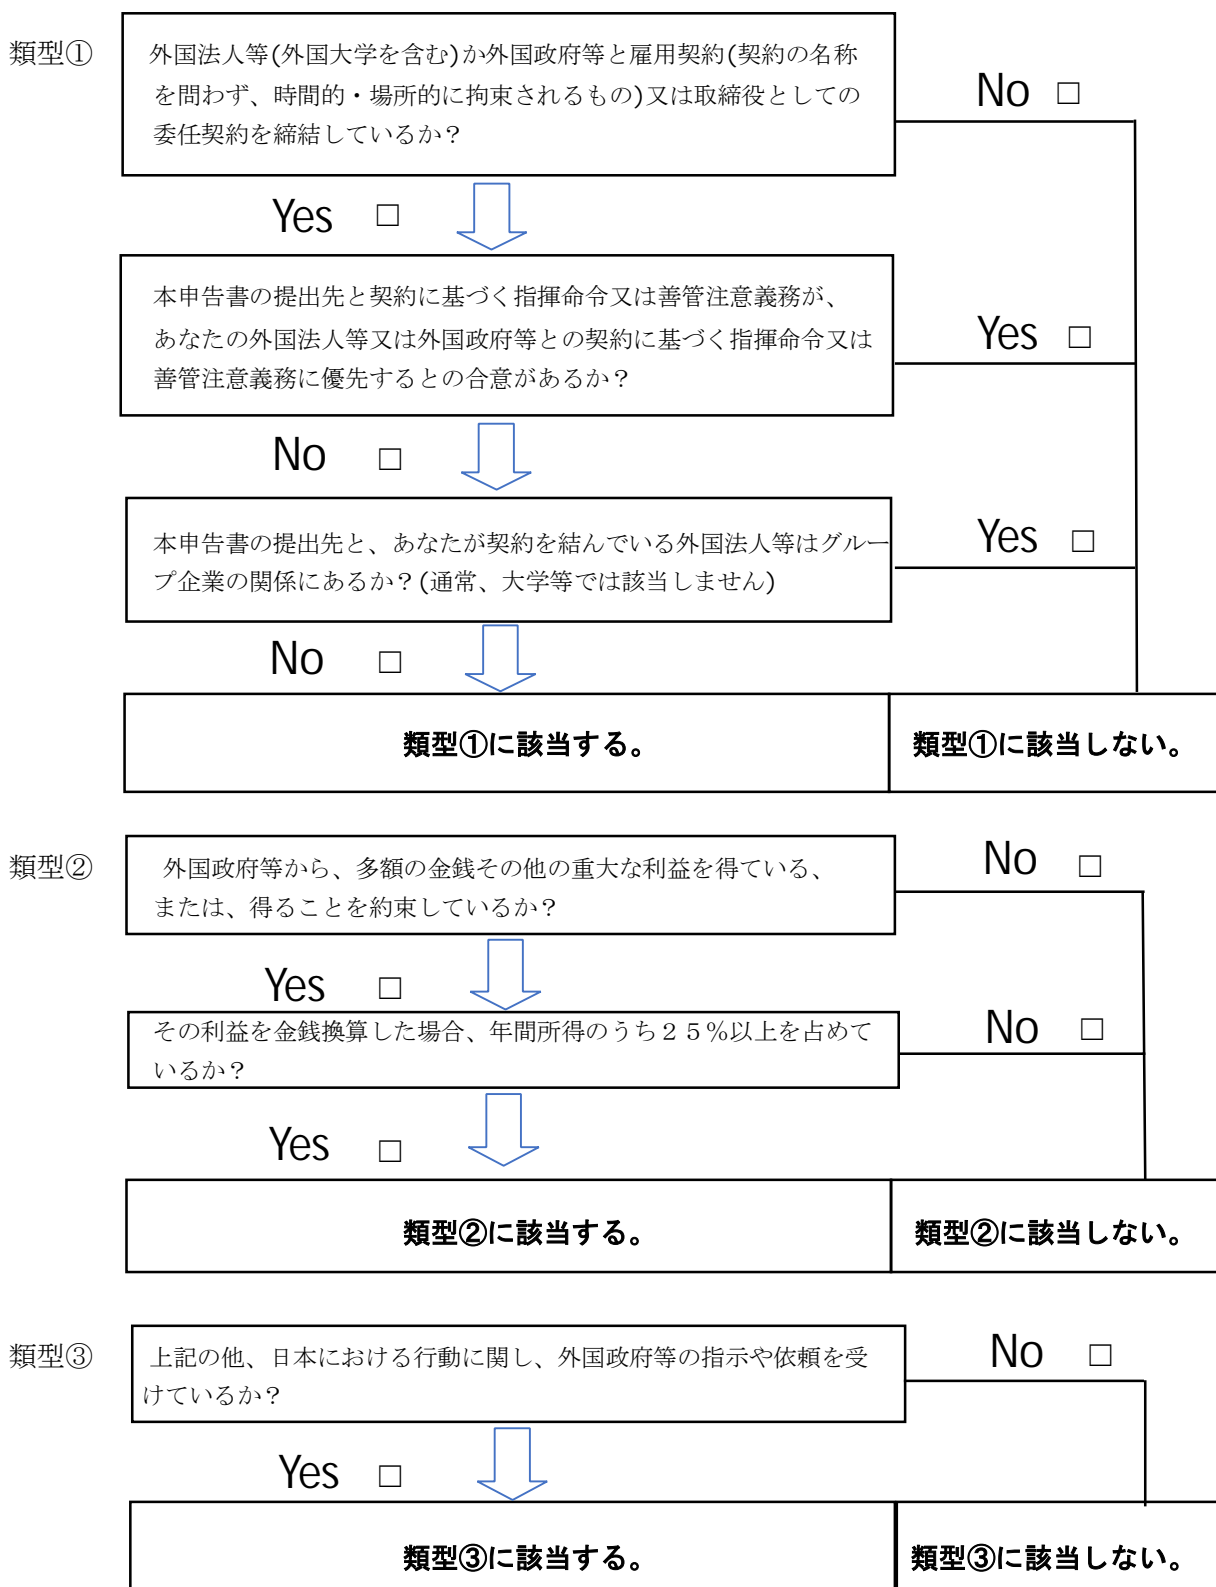 類型①
外国法人等(外国大学を含む)か外国政府等と雇用契約(契約の名称
を問わず、時間的・場所的に拘束されるもの)又は取締役としての
委任契約を締結しているか？
No □
Yes □
本申告書の提出先と契約に基づく指揮命令又は善管注意義務が、
あなたの外国法人等又は外国政府等との契約に基づく指揮命令又は
善管注意義務に優先するとの合意があるか？
Yes □
No □
本申告書の提出先と、あなたが契約を結んでいる外国法人等はグルー
プ企業の関係にあるか？(通常、大学等では該当しません)
Yes □
No □
類型①に該当する。
類型①に該当しない。
類型②
外国政府等から、多額の金銭その他の重大な利益を得ている、
または、得ることを約束しているか？
No □
Yes □
その利益を金銭換算した場合、年間所得のうち２５％以上を占めて
いるか？
No □
Yes □
類型②に該当する。
類型②に該当しない。
類型③
上記の他、日本における行動に関し、外国政府等の指示や依頼を受
けているか？
No □
Yes □
類型③に該当する。
類型③に該当しない。